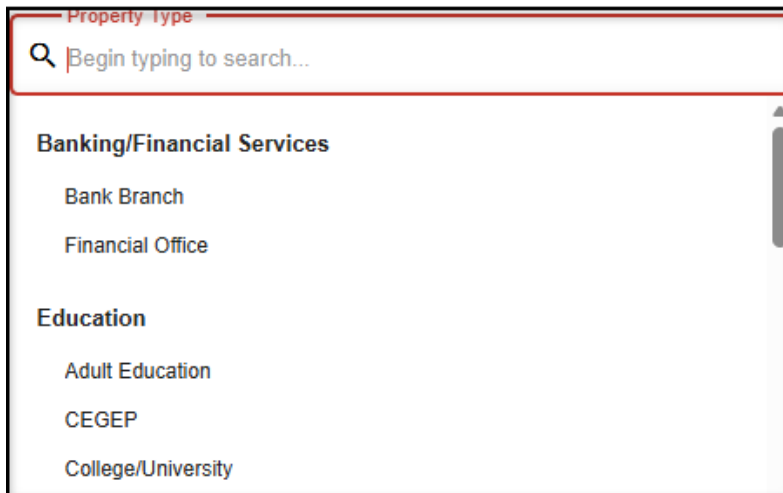 Property Type
Begin typing to search...
Banking/Financial Services
Bank Branch
Financial Office
Education
Adult Education
CEGEP
College/University